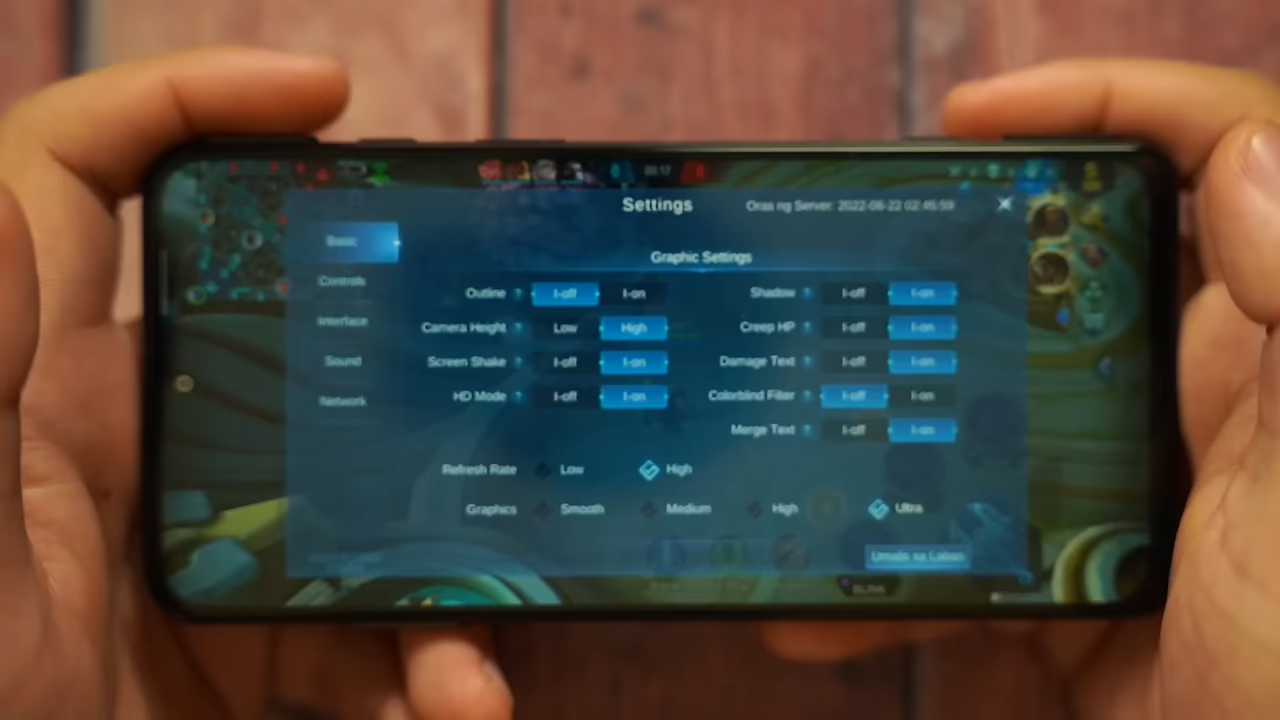 00:17
Settings
Oras ng Server: 2022-06-22 02:45:59
Basic
Controls
Interface
Sound
Network
Graphic Settings
Outline ? I-off I-on
Shadow ? I-off I-on
Camera Height ? Low High
Creep HP ? I-off I-on
Screen Shake ? I-off I-on
Damage Text ? I-off I-on
HD Mode ? I-off I-on
Colorblind Filter ? I-off I-on
Merge Text ? I-off I-on
Refresh Rate Low High
Graphics Smooth Medium High Ultra
Umalis sa Laban